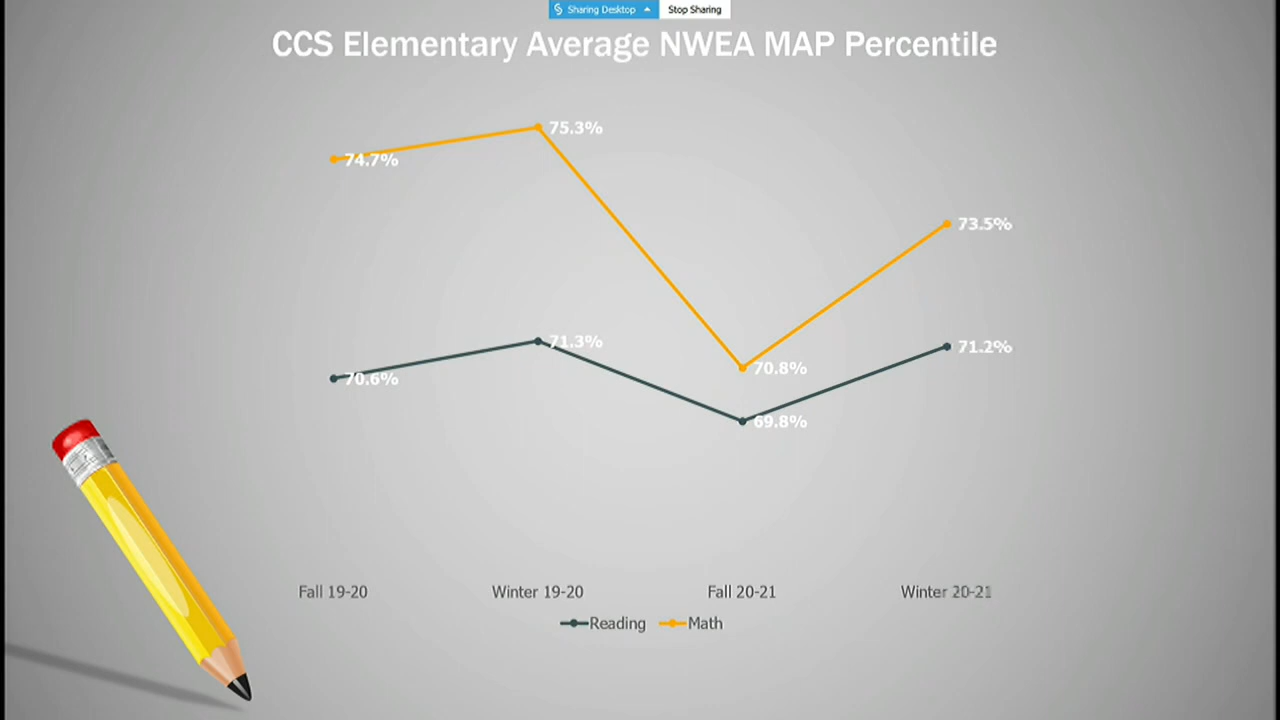 Sharing Desktop Stop Sharing
CCS Elementary Average NWEA MAP Percentile
75.3%
74.7%
73.5%
71.3%
71.2%
70.8%
70.6%
69.8%
Fall 19-20 Winter 19-20 Fall 20-21 Winter 20-21
Reading Math